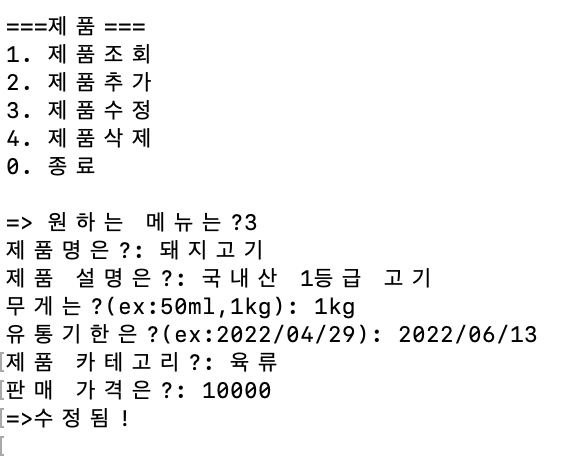 ===제품===
1. 제품조회
2. 제품추가
3. 제품수정
4. 제품삭제
0. 종료
=> 원하는 메뉴는?3
제품명은?: 돼지고기
제품 설명은?: 국내산 1등급 고기
무게는?(ex:50ml,1kg): 1kg
유통기한은?(ex:2022/04/29): 2022/06/13
제품 카테고리?: 육류
판매 가격은?: 10000
=>수정됨!